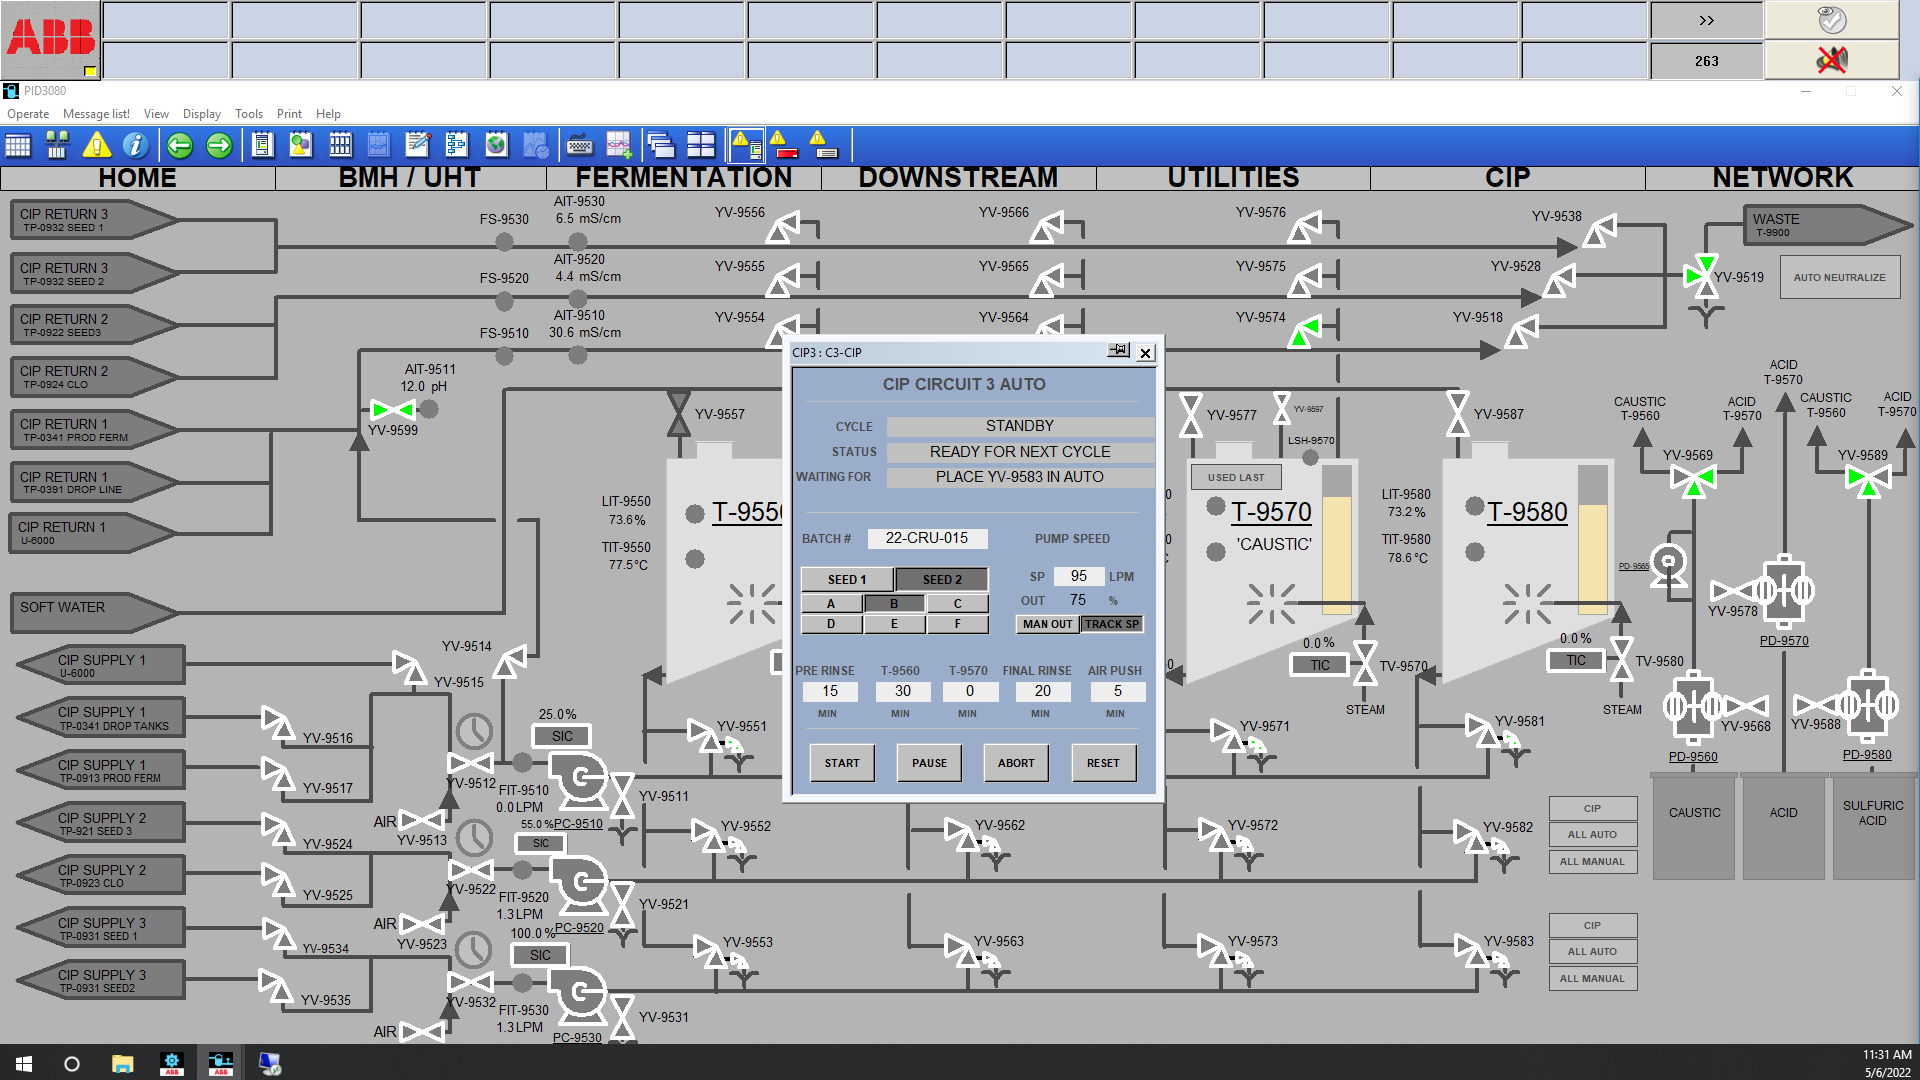 ABB
>>
263
PID3080
Operate Message list! View Display Tools Print Help
HOME BMH / UHT FERMENTATION DOWNSTREAM UTILITIES CIP NETWORK
CIP RETURN 3
TP-0932 SEED 1
CIP RETURN 3
TP-0932 SEED 2
CIP RETURN 2
TP-0922 SEED3
CIP RETURN 2
TP-0924 CLO
CIP RETURN 1
TP-0341 PROD FERM
CIP RETURN 1
TP-0391 DROP LINE
CIP RETURN 1
U-6000
SOFT WATER
CIP SUPPLY 1
U-6000
CIP SUPPLY 1
TP-0341 DROP TANKS
CIP SUPPLY 1
TP-0913 PROD FERM
CIP SUPPLY 2
TP-921 SEED 3
CIP SUPPLY 2
TP-0923 CLO
CIP SUPPLY 3
TP-0931 SEED 1
CIP SUPPLY 3
TP-0931 SEED2
FS-9530
AIT-9530
6.5 mS/cm
FS-9520
AIT-9520
4.4 mS/cm
FS-9510
AIT-9510
30.6 mS/cm
AIT-9511
12.0 pH
YV-9599
YV-9556
YV-9566
YV-9576
YV-9538
YV-9555
YV-9565
YV-9575
YV-9528
YV-9554
YV-9564
YV-9574
YV-9518
WASTE
T-9900
YV-9519
AUTO NEUTRALIZE
YV-9557
LIT-9550
73.6%
TIT-9550
77.5°C
T-9550
CIP3 : C3-CIP
CIP CIRCUIT 3 AUTO
CYCLE STANDBY
STATUS READY FOR NEXT CYCLE
WAITING FOR PLACE YV-9583 IN AUTO
BATCH # 22-CRU-015
PUMP SPEED
SEED 1 SEED 2
A B C
D E F
SP 95 LPM
OUT 75 %
MAN OUT TRACK SP
PRE RINSE T-9560 T-9570 FINAL RINSE AIR PUSH
15 30 0 20 5
MIN MIN MIN MIN MIN
START PAUSE ABORT RESET
YV-9577
YV-9597
LSH-9570
USED LAST
T-9570
'CAUSTIC'
0.0%
TIC
TV-9570
STEAM
YV-9587
LIT-9580
73.2%
TIT-9580
78.6°C
T-9580
0.0%
TIC
TV-9580
STEAM
ACID
T-9570
CAUSTIC
T-9560
ACID
T-9570
CAUSTIC
T-9560
ACID
T-9570
YV-9569
YV-9589
PD-9565
YV-9578
PD-9570
YV-9568
PD-9560
YV-9588
PD-9580
CAUSTIC
ACID
SULFURIC
ACID
YV-9514
YV-9515
YV-9516
YV-9517
YV-9524
YV-9525
YV-9534
YV-9535
25.0%
SIC
YV-9512
FIT-9510
0.0 LPM
PC-9510
YV-9511
AIR
YV-9513
55.0%
SIC
YV-9522
FIT-9520
1.3 LPM
PC-9520
YV-9521
AIR
YV-9523
100.0%
SIC
YV-9532
FIT-9530
1.3 LPM
PC-9530
YV-9531
AIR
YV-9551
YV-9571
YV-9581
YV-9552
YV-9562
YV-9572
YV-9582
YV-9553
YV-9563
YV-9573
YV-9583
CIP
ALL AUTO
ALL MANUAL
CIP
ALL AUTO
ALL MANUAL
11:31 AM
5/6/2022